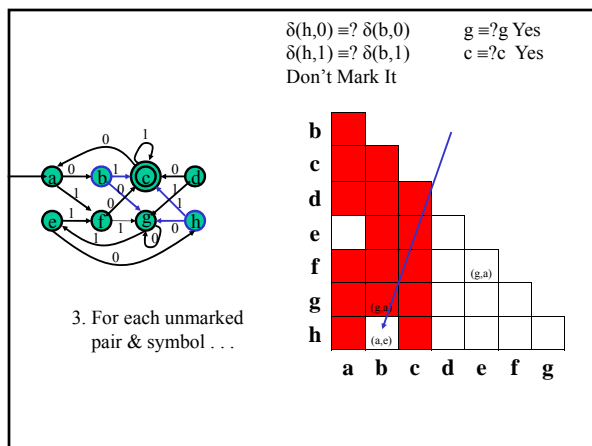 δ(h,0) ≡? δ(b,0) g ≡?g Yes
δ(h,1) ≡? δ(b,1) c ≡?c Yes
Don't Mark It
b
c
d
e
f (g,a)
g (g,a)
h (a,e)
a b c d e f g
1
0 0
a 0 b 1 c 0 d
1 0 0 1 1
e 1 f 1 g 0 h
1 0
0
3. For each unmarked
pair & symbol . . .